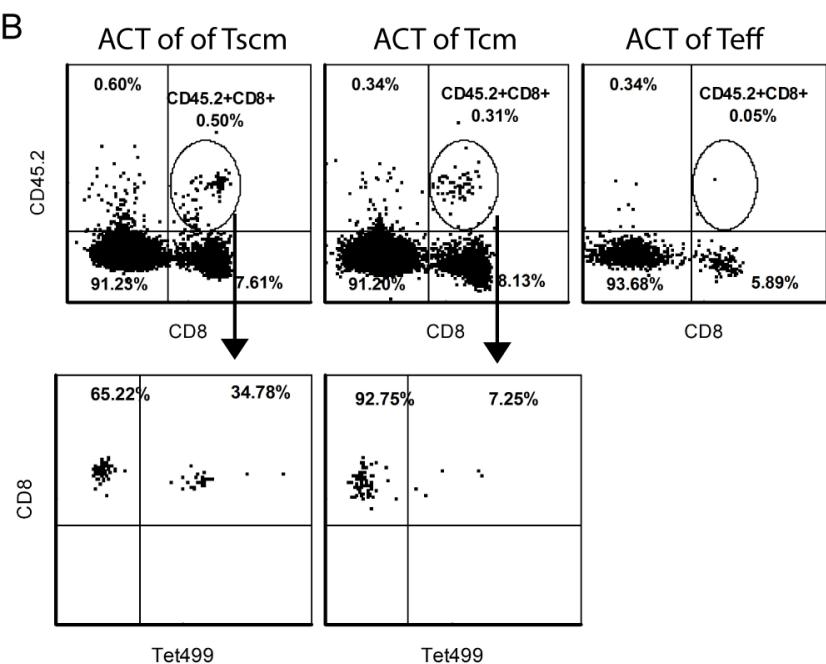 B
ACT of of Tscm
ACT of Tcm
ACT of Teff
CD45.2
0.60%
CD45.2+CD8+
0.50%
91.23%
7.61%
0.34%
CD45.2+CD8+
0.31%
91.20%
8.13%
0.34%
CD45.2+CD8+
0.05%
93.68%
5.89%
CD8
CD8
CD8
CD8
65.22%
34.78%
92.75%
7.25%
Tet499
Tet499